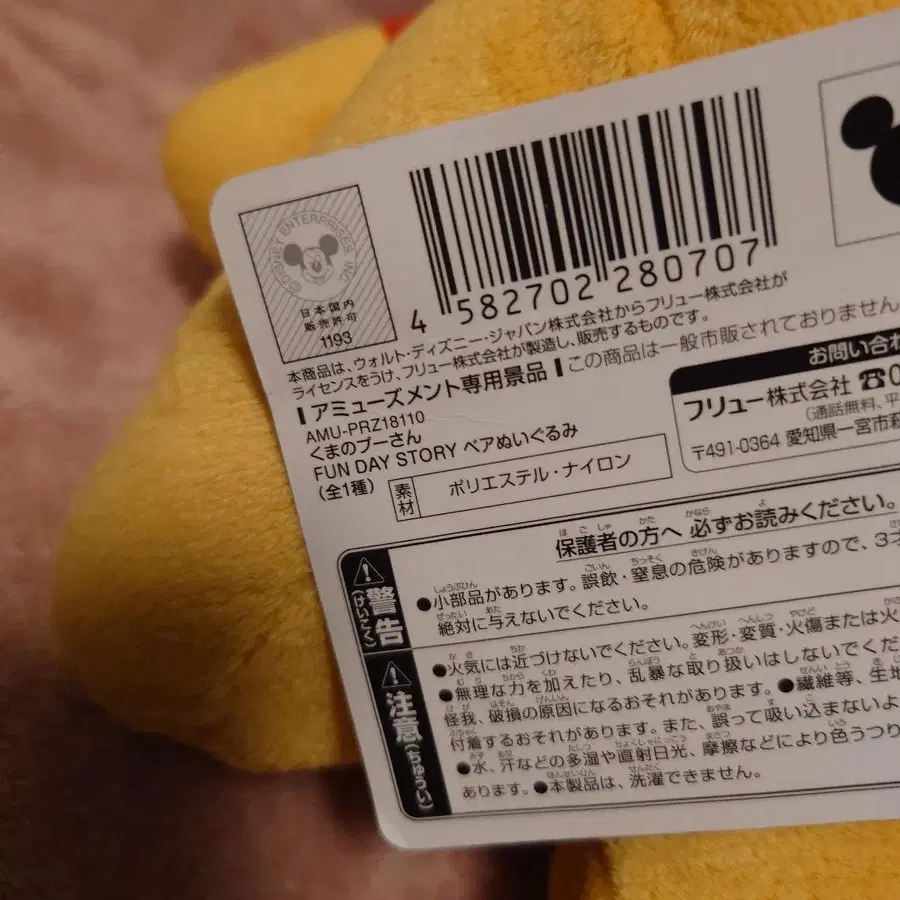 ©DISNEY ENTERPRISES, INC.
日本国内
販売許可
1193
4 582702 280707
本商品は、ウォルト・ディズニー・ジャパン株式会社からフリュー株式会社が
ライセンスをうけ、フリュー株式会社が製造し、販売するものです。
アミューズメント専用景品 この商品は一般市販されておりません
AMU-PRZ18110
くまのプーさん
FUN DAY STORY ペアぬいぐるみ
(全1種)
素材 ポリエステル・ナイロン
お問い合わ
フリュー株式会社 ☎0
(通話無料、平
〒491-0364 愛知県一宮市萩
保護者の方へ 必ずお読みください。
警告(けいこく)
●小部品があります。誤飲・窒息の危険がありますので、3才
絶対に与えないでください。
注意(ちゅうい)
●火気には近づけないでください。変形・変質・火傷または火
●無理な力を加えたり、乱暴な取り扱いはしないでくだ
怪我、破損の原因になるおそれがあります。●繊維等、生地
付着するおそれがあります。また、誤って吸い込まないよ
●水、汗などの多湿や直射日光、摩擦などにより色うつり
あります。●本製品は、洗濯できません。